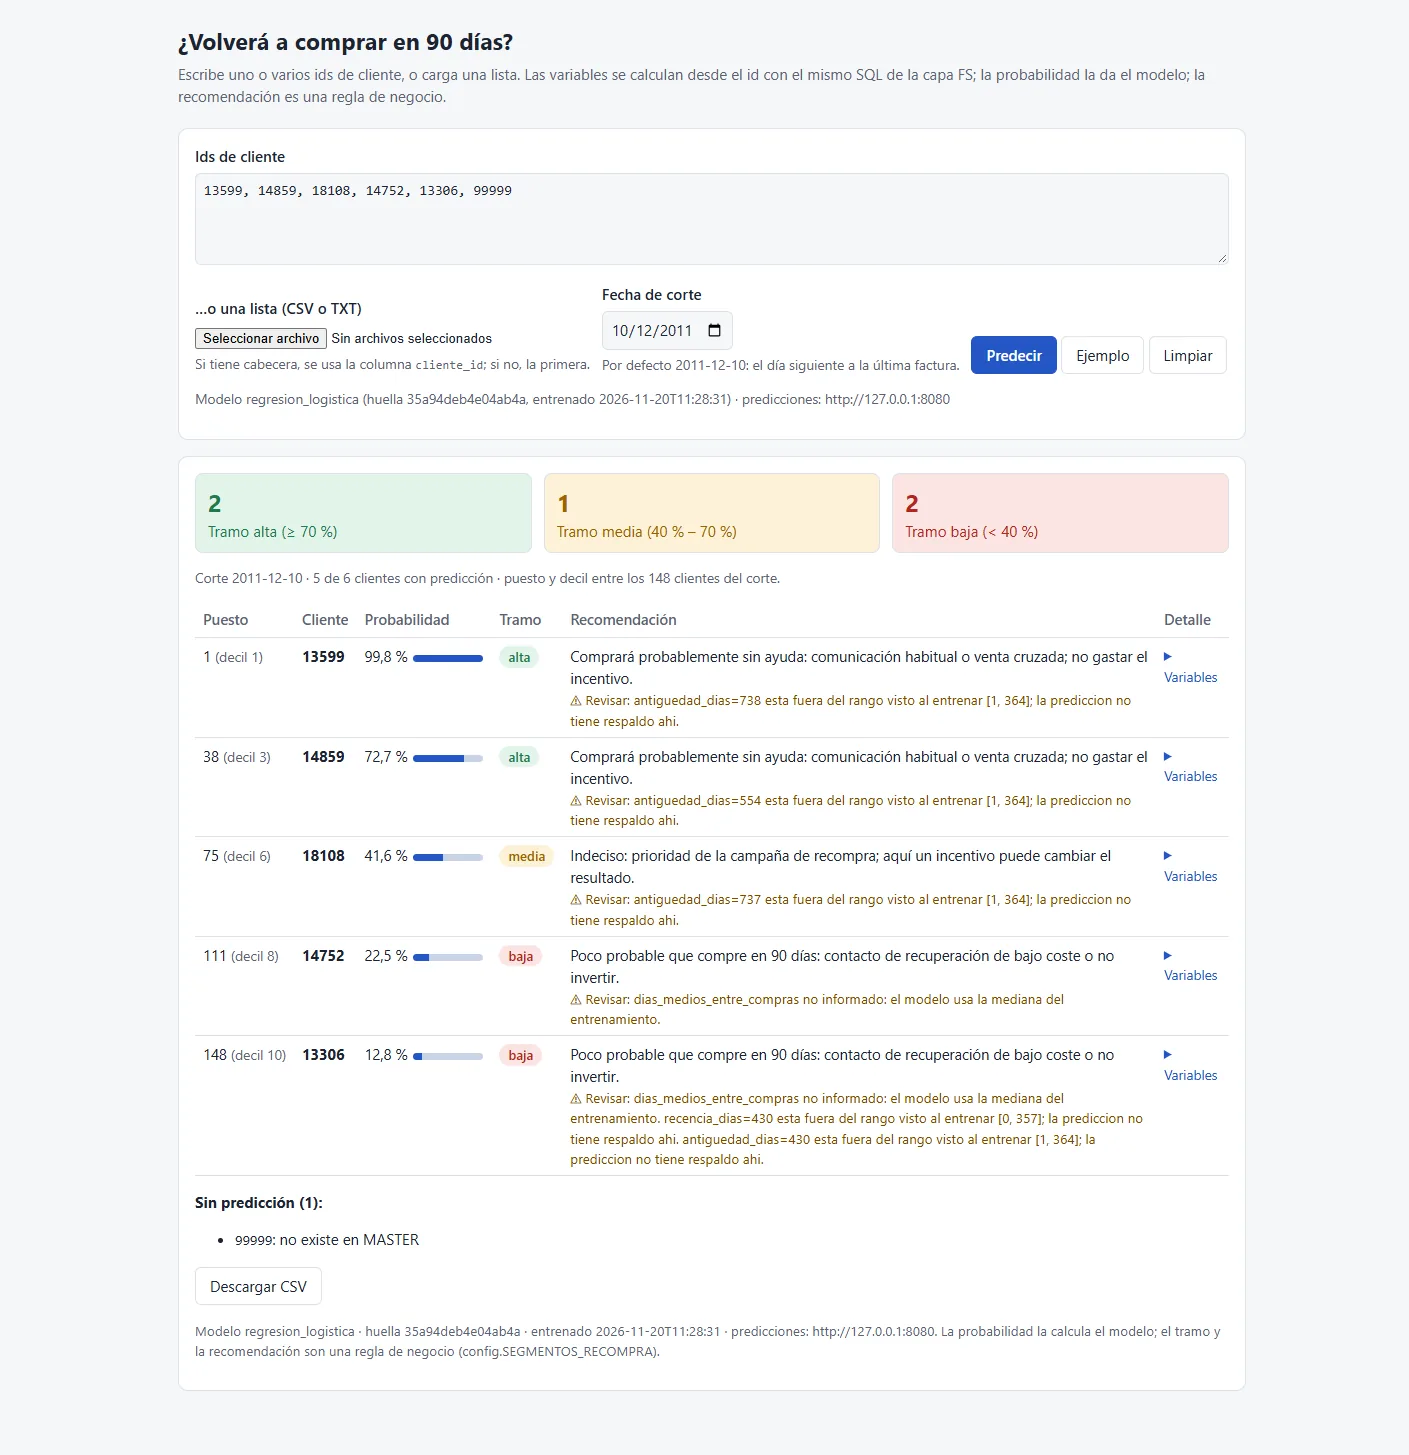 ¿Volverá a comprar en 90 días?
Escribe uno o varios ids de cliente, o carga una lista. Las variables se calculan desde el id con el mismo SQL de la capa FS; la probabilidad la da el modelo; la
recomendación es una regla de negocio.
Ids de cliente
13599, 14859, 18108, 14752, 13306, 99999
...o una lista (CSV o TXT)
Seleccionar archivo Sin archivos seleccionados
Si tiene cabecera, se usa la columna cliente_id; si no, la primera.
Fecha de corte
10/12/2011
Por defecto 2011-12-10: el día siguiente a la última factura.
Predecir Ejemplo Limpiar
Modelo regresion_logistica (huella 35a94deb4e04ab4a, entrenado 2026-11-20T11:28:31) · predicciones: http://127.0.0.1:8080
2
Tramo alta (≥ 70 %)
1
Tramo media (40 % – 70 %)
2
Tramo baja (< 40 %)
Corte 2011-12-10 · 5 de 6 clientes con predicción · puesto y decil entre los 148 clientes del corte.
Puesto Cliente Probabilidad Tramo Recomendación Detalle
1 (decil 1) 13599 99,8 % alta Comprará probablemente sin ayuda: comunicación habitual o venta cruzada; no gastar el
incentivo.
⚠ Revisar: antiguedad_dias=738 esta fuera del rango visto al entrenar [1, 364]; la prediccion no
tiene respaldo ahi.
▶ Variables
38 (decil 3) 14859 72,7 % alta Comprará probablemente sin ayuda: comunicación habitual o venta cruzada; no gastar el
incentivo.
⚠ Revisar: antiguedad_dias=554 esta fuera del rango visto al entrenar [1, 364]; la prediccion no
tiene respaldo ahi.
▶ Variables
75 (decil 6) 18108 41,6 % media Indeciso: prioridad de la campaña de recompra; aquí un incentivo puede cambiar el
resultado.
⚠ Revisar: antiguedad_dias=737 esta fuera del rango visto al entrenar [1, 364]; la prediccion no
tiene respaldo ahi.
▶ Variables
111 (decil 8) 14752 22,5 % baja Poco probable que compre en 90 días: contacto de recuperación de bajo coste o no
invertir.
⚠ Revisar: dias_medios_entre_compras no informado: el modelo usa la mediana del
entrenamiento.
▶ Variables
148 (decil 10) 13306 12,8 % baja Poco probable que compre en 90 días: contacto de recuperación de bajo coste o no
invertir.
⚠ Revisar: dias_medios_entre_compras no informado: el modelo usa la mediana del
entrenamiento. recencia_dias=430 esta fuera del rango visto al entrenar [0, 357]; la prediccion no
tiene respaldo ahi. antiguedad_dias=430 esta fuera del rango visto al entrenar [1, 364]; la
prediccion no tiene respaldo ahi.
▶ Variables
Sin predicción (1):
• 99999: no existe en MASTER
Descargar CSV
Modelo regresion_logistica · huella 35a94deb4e04ab4a · entrenado 2026-11-20T11:28:31 · predicciones: http://127.0.0.1:8080. La probabilidad la calcula el modelo; el tramo y
la recomendación son una regla de negocio (config.SEGMENTOS_RECOMPRA).